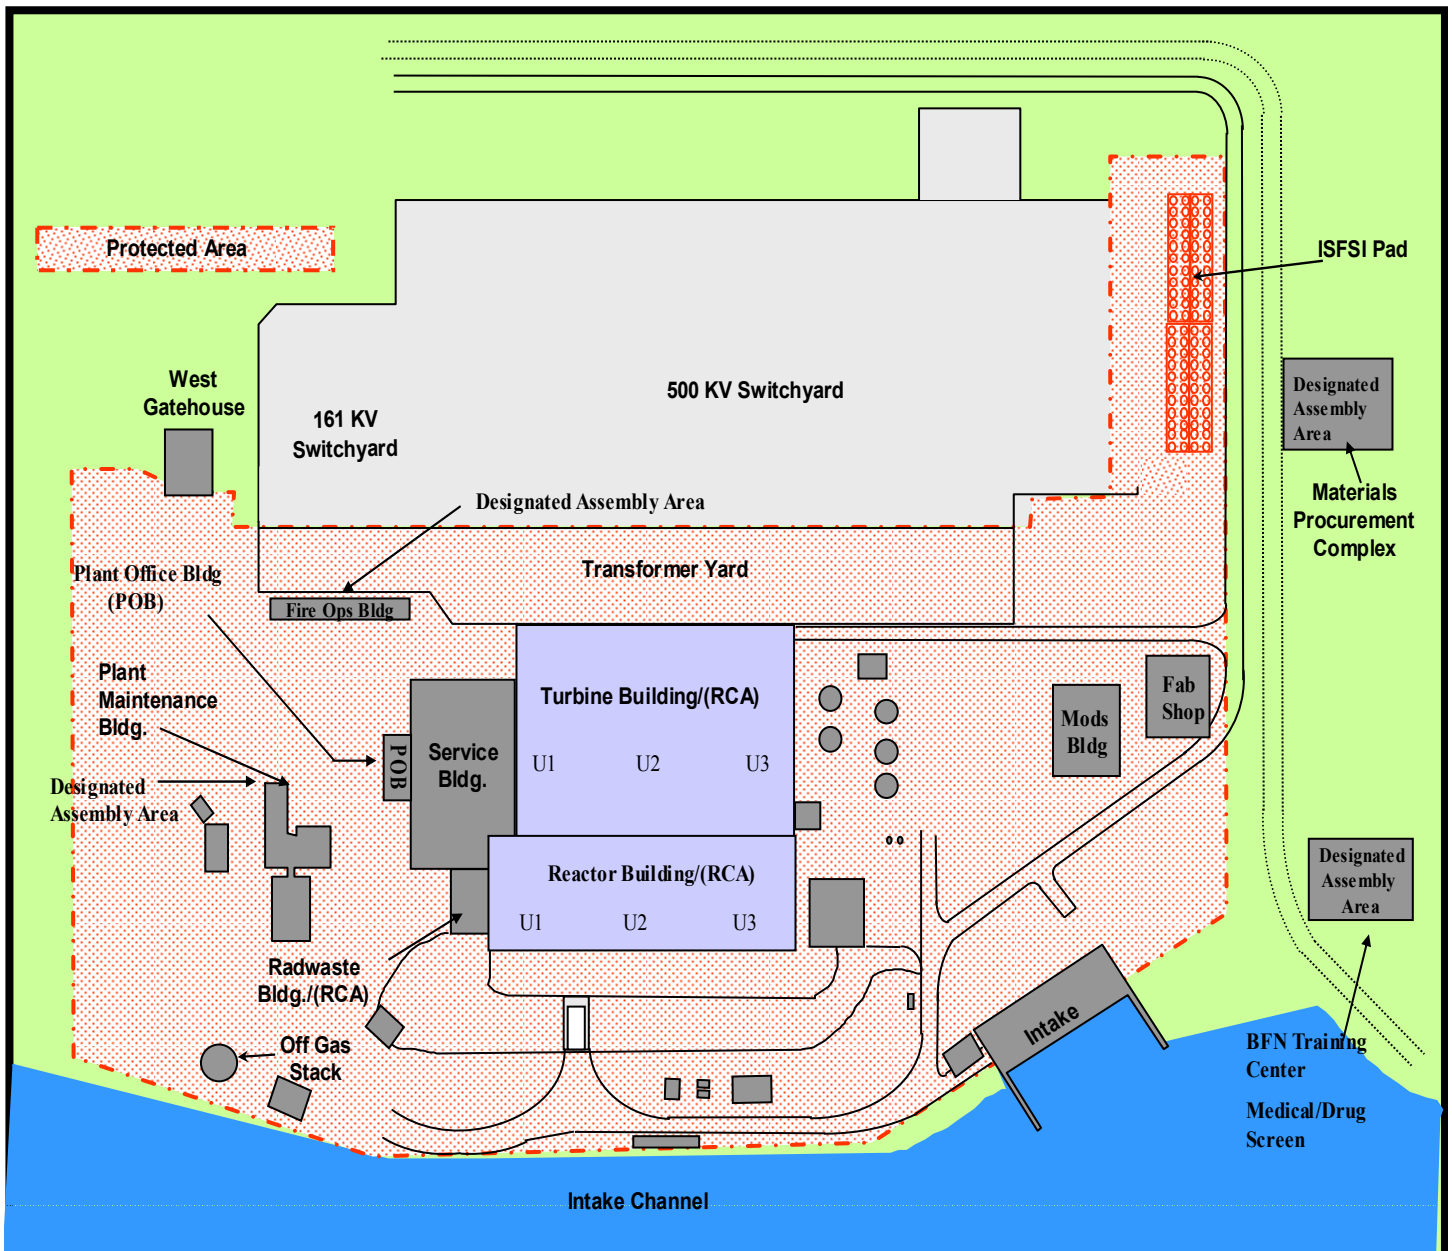 Protected Area
ISFSI Pad
West
Gatehouse
161 KV
Switchyard
500 KV Switchyard
Designated
Assembly
Area
Materials
Procurement
Complex
Designated Assembly Area
Transformer Yard
Plant Office Bldg
(POB)
Fire Ops Bldg
Plant
Maintenance
Bldg.
Turbine Building/(RCA)
U1 U2 U3
POB
Service
Bldg.
Mods
Bldg
Fab
Shop
Designated
Assembly Area
Reactor Building/(RCA)
U1 U2 U3
Designated
Assembly
Area
Radwaste
Bldg./(RCA)
Off Gas
Stack
Intake
BFN Training
Center
Medical/Drug
Screen
Intake Channel